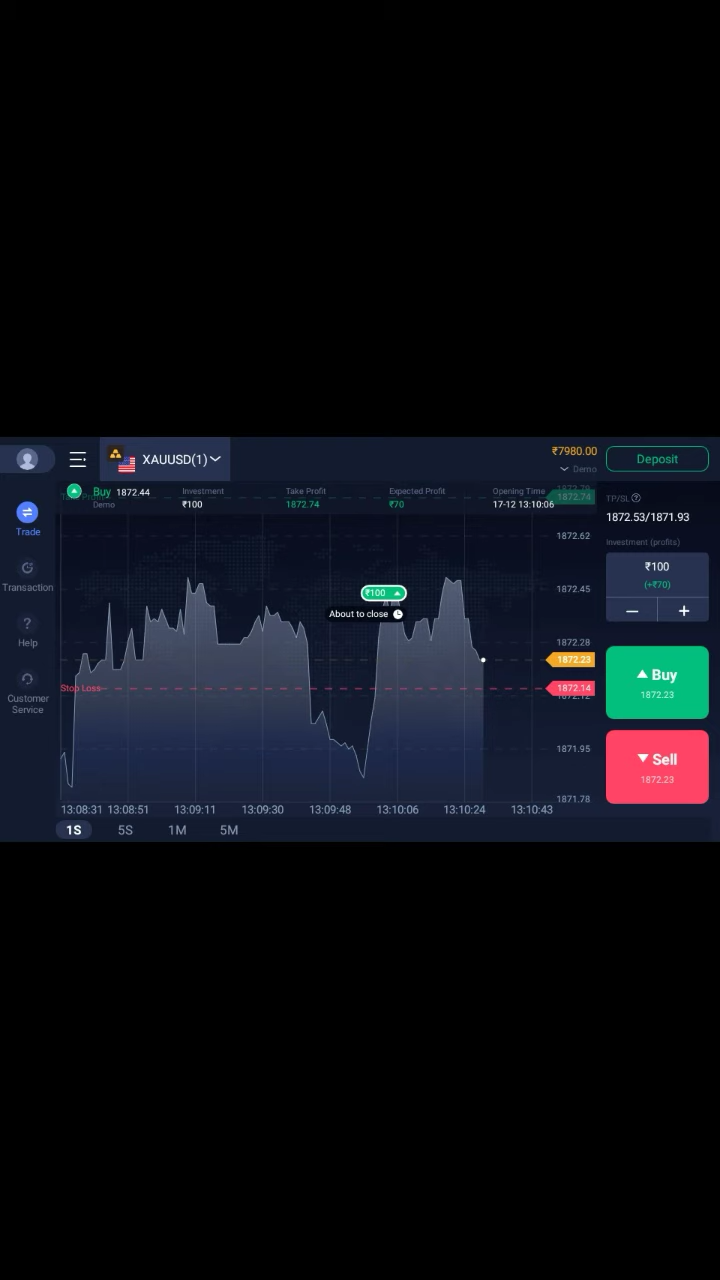 XAUUSD(1)
₹7980.00
Demo
Deposit
Buy 1872.44
Demo
Investment
₹100
Take Profit
1872.74
Expected Profit
₹70
Opening Time
17-12 13:10:06
1872.74
TP/SL
1872.53/1871.93
Investment (profits)
₹100
(+₹70)
Trade
Transaction
Help
Customer
Service
1872.62
1872.45
1872.28
1872.23
1872.14
1872.12
1871.95
1871.78
₹100
About to close
Stop Loss
Buy
1872.23
Sell
1872.23
13:08:31 13:08:51 13:09:11 13:09:30 13:09:48 13:10:06 13:10:24 13:10:43
1S 5S 1M 5M